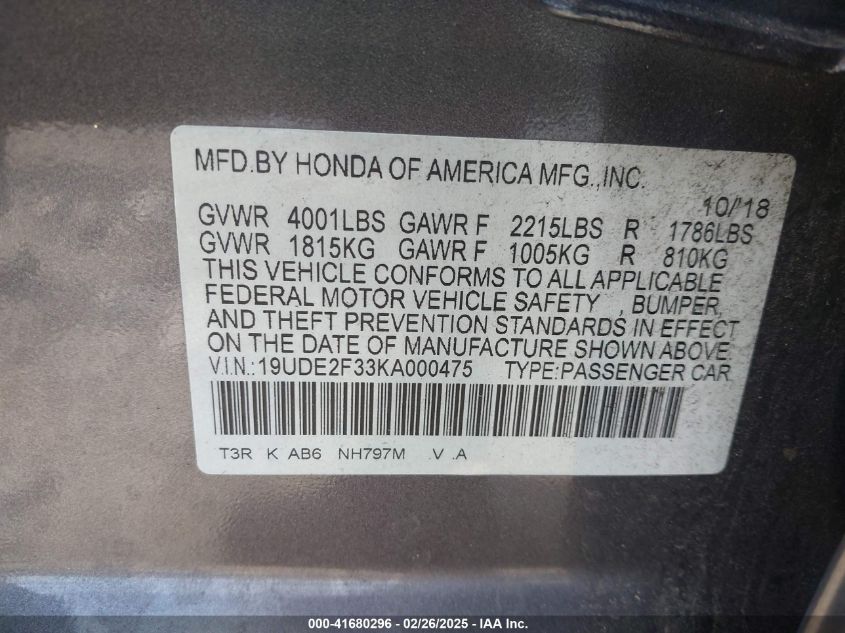 MFD.BY HONDA OF AMERICA MFG.,INC.
10/'18
GVWR 4001LBS GAWR F 2215LBS R 1786LBS
GVWR 1815KG GAWR F 1005KG R 810KG
THIS VEHICLE CONFORMS TO ALL APPLICABLE
FEDERAL MOTOR VEHICLE SAFETY , BUMPER,
AND THEFT PREVENTION STANDARDS IN EFFECT
ON THE DATE OF MANUFACTURE SHOWN ABOVE.
V.I.N.: 19UDE2F33KA000475 TYPE:PASSENGER CAR
T3R K AB6 NH797M .V .A
000-41680296 - 02/26/2025 - IAA Inc.